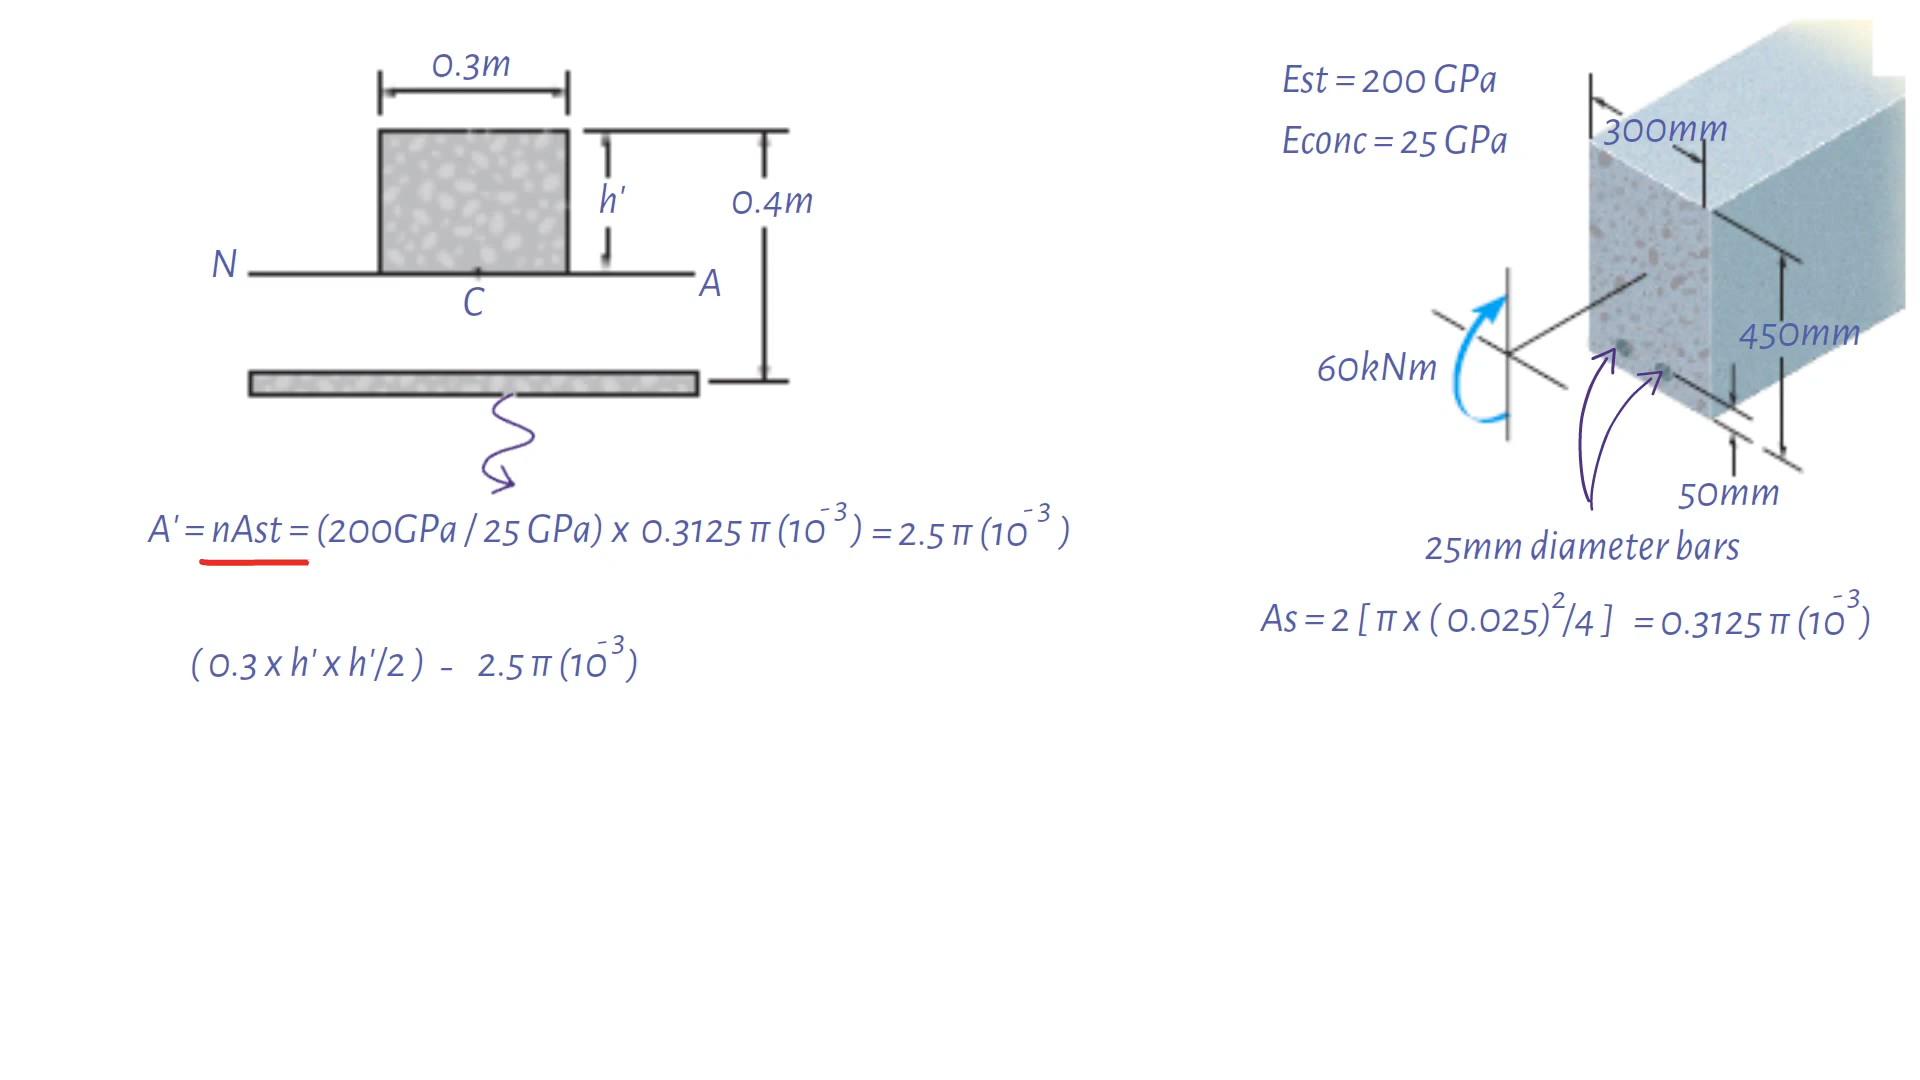 0.3m
h'
0.4m
N
A
C
A' = nAst = (200GPa / 25 GPa) x 0.3125 π (10⁻³) = 2.5 π (10⁻³)
(0.3 x h' x h'/2) - 2.5 π (10⁻³)
Est = 200 GPa
Econc = 25 GPa
300mm
450mm
60kNm
50mm
25mm diameter bars
As = 2 [ π x (0.025)²/4 ] = 0.3125 π (10⁻³)